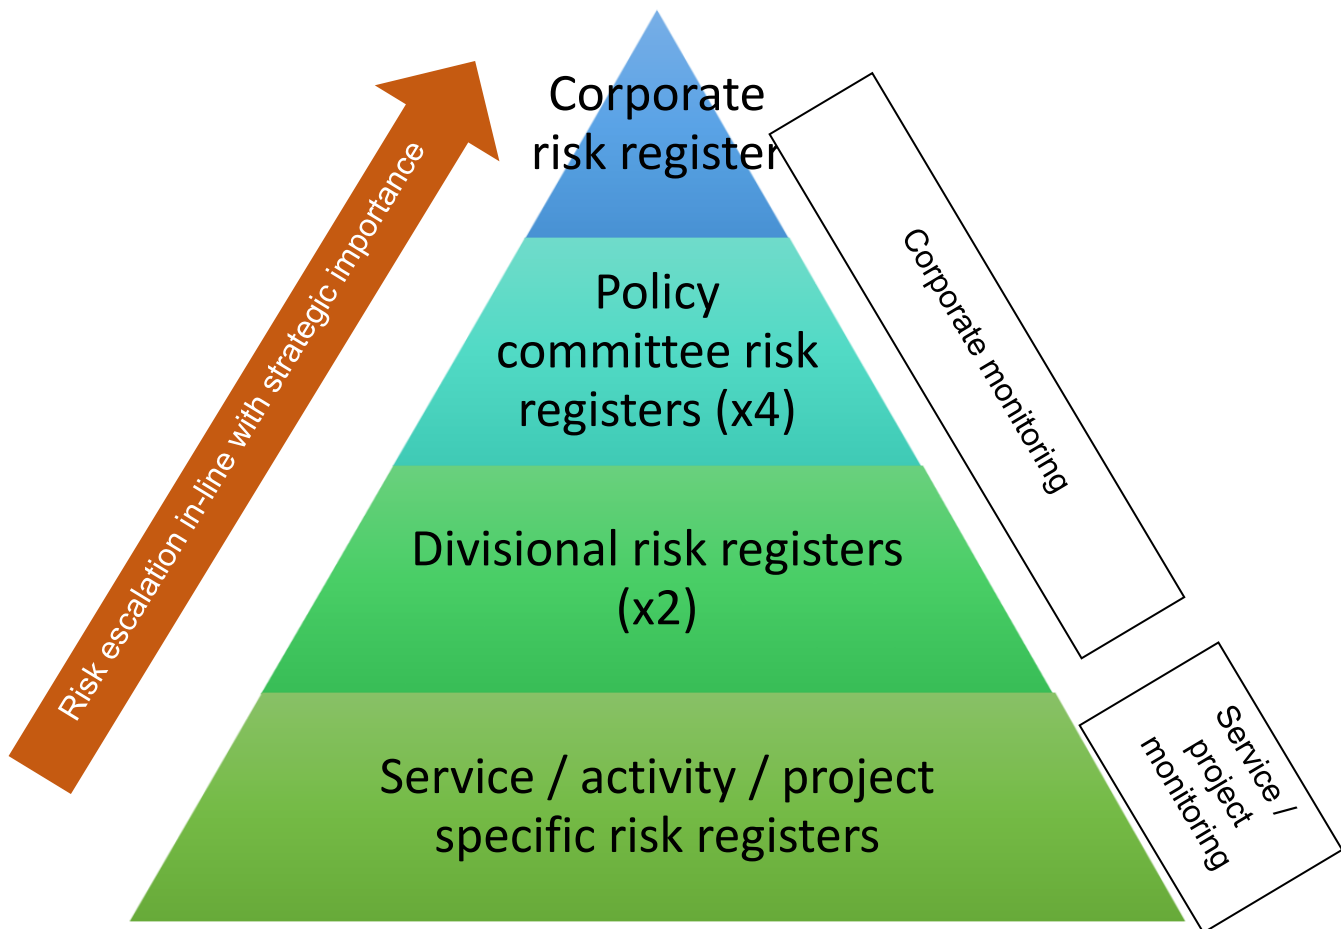 Corporate
risk register
Policy
committee risk
registers (x4)
Divisional risk registers
(x2)
Service / activity / project
specific risk registers
Risk escalation in-line with strategic importance
Corporate monitoring
Service /
project
monitoring